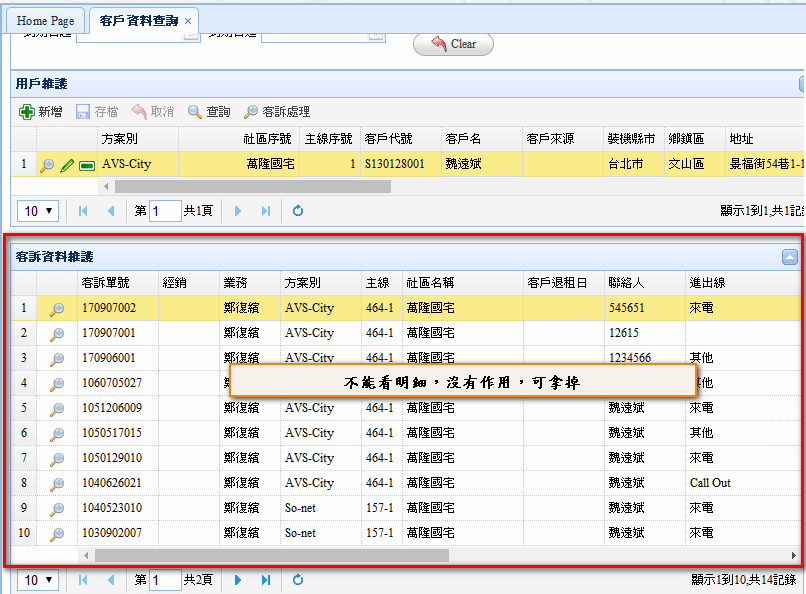 Home Page 客戶資料查詢 ×
Clear
用戶維護
新增 存檔 取消 查詢 客訴處理
方案別 社區序號 主線序號 客戶代號 客戶名 客戶來源 裝機縣市 鄉鎮區 地址
1 AVS-City 萬隆國宅 1 S130128001 魏遠斌 台北市 文山區 景福街54巷1-1
10 第 1 共1頁 顯示1到1,共1記錄
客訴資料維護
客訴單號 經銷 業務 方案別 主線 社區名稱 客戶退租日 聯絡人 進出線
1 170907002 鄭復繽 AVS-City 464-1 萬隆國宅 545651 來電
2 170907001 鄭復繽 AVS-City 464-1 萬隆國宅 12615
3 170906001 鄭復繽 AVS-City 464-1 萬隆國宅 1234566 其他
不能看明細，沒有作用，可拿掉
4 1060705027 他
5 1051206009 鄭復繽 AVS-City 464-1 萬隆國宅 魏遠斌 來電
6 1050517015 鄭復繽 AVS-City 464-1 萬隆國宅 魏遠斌 其他
7 1050129010 鄭復繽 AVS-City 464-1 萬隆國宅 魏遠斌 來電
8 1040626021 鄭復繽 AVS-City 464-1 萬隆國宅 魏遠斌 Call Out
9 1040523010 鄭復繽 So-net 157-1 萬隆國宅 魏遠斌 來電
10 1030902007 鄭復繽 So-net 157-1 萬隆國宅 魏遠斌 來電
10 第 1 共2頁 顯示1到10,共14記錄